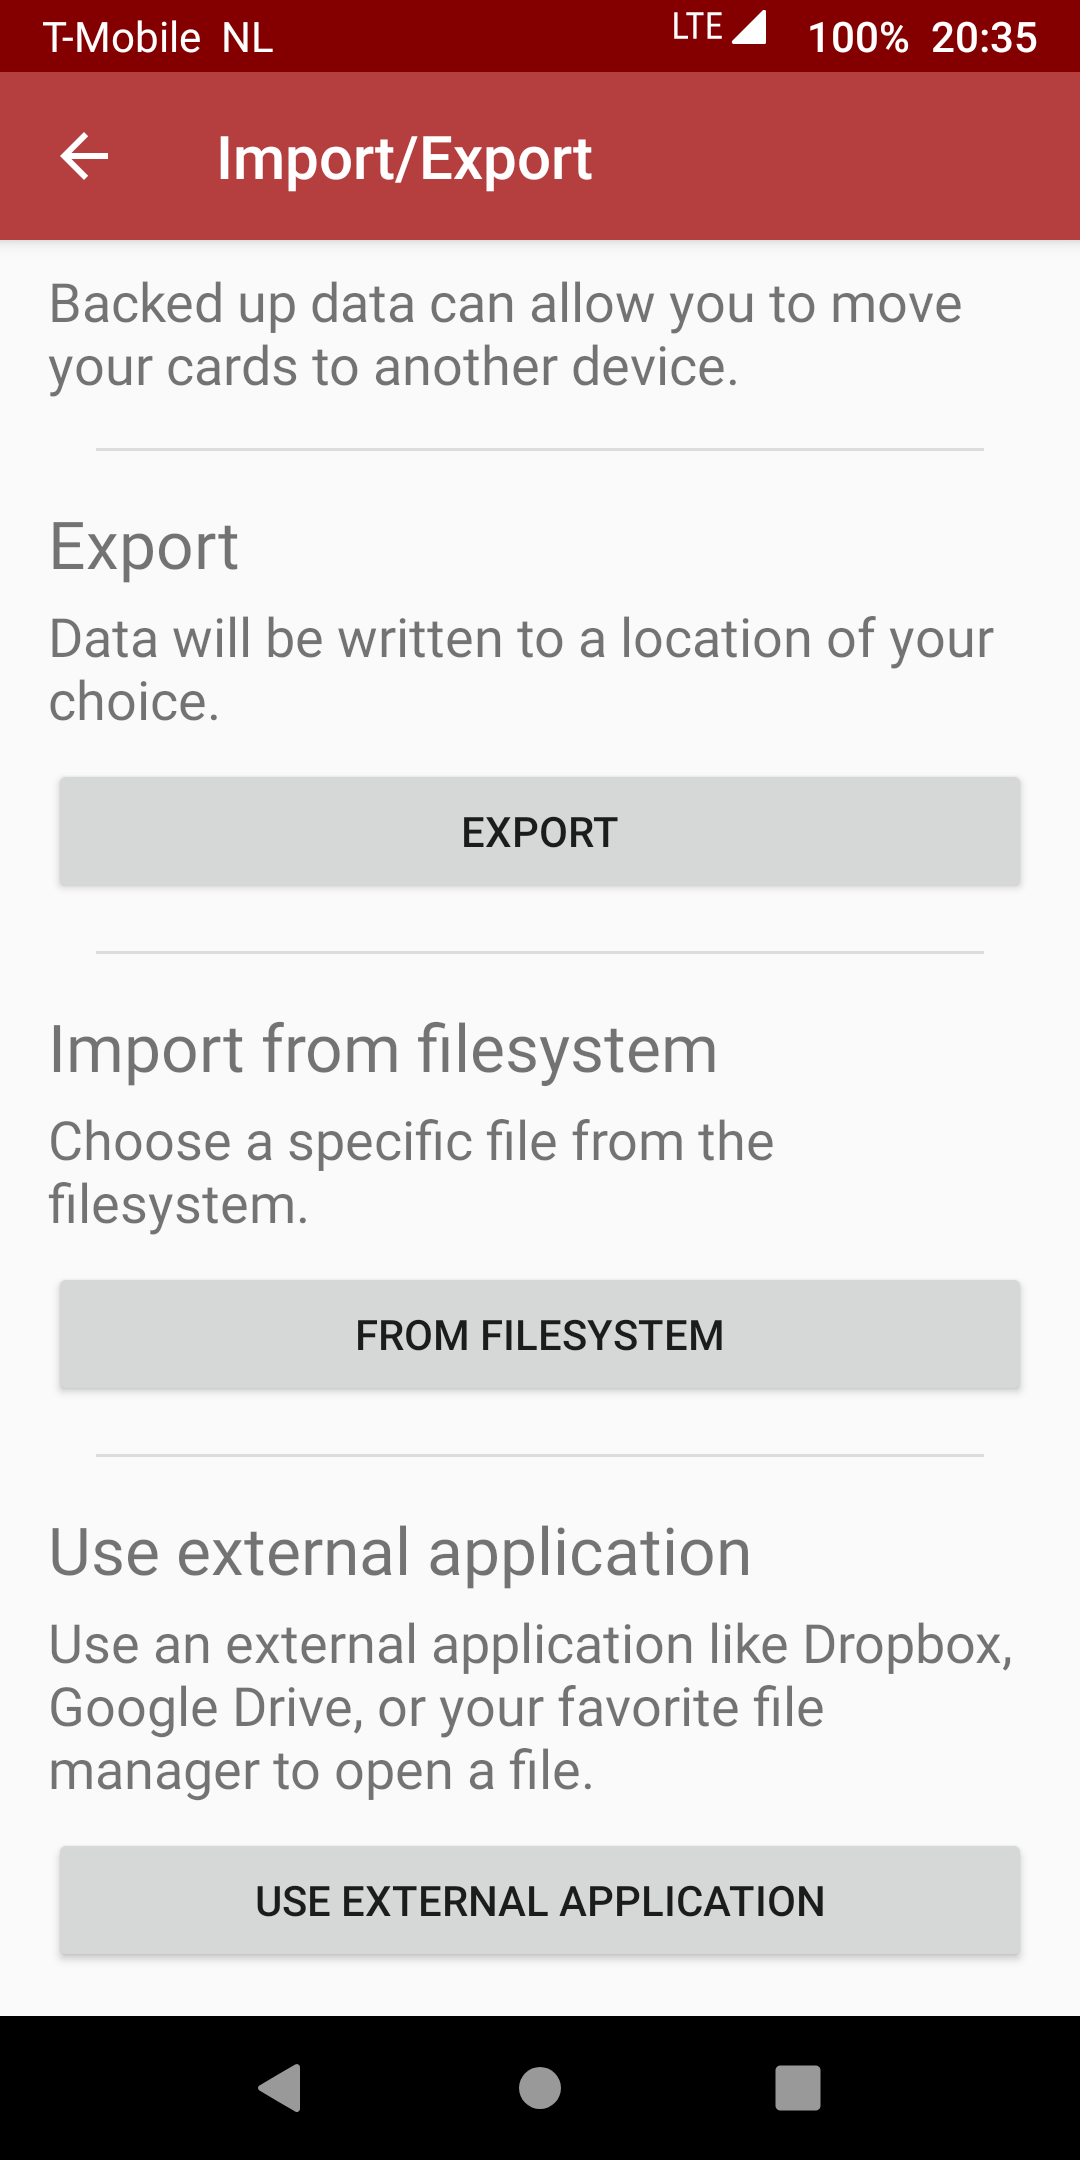 T-Mobile NL LTE 100% 20:35
Import/Export
Backed up data can allow you to move
your cards to another device.
Export
Data will be written to a location of your
choice.
EXPORT
Import from filesystem
Choose a specific file from the
filesystem.
FROM FILESYSTEM
Use external application
Use an external application like Dropbox,
Google Drive, or your favorite file
manager to open a file.
USE EXTERNAL APPLICATION